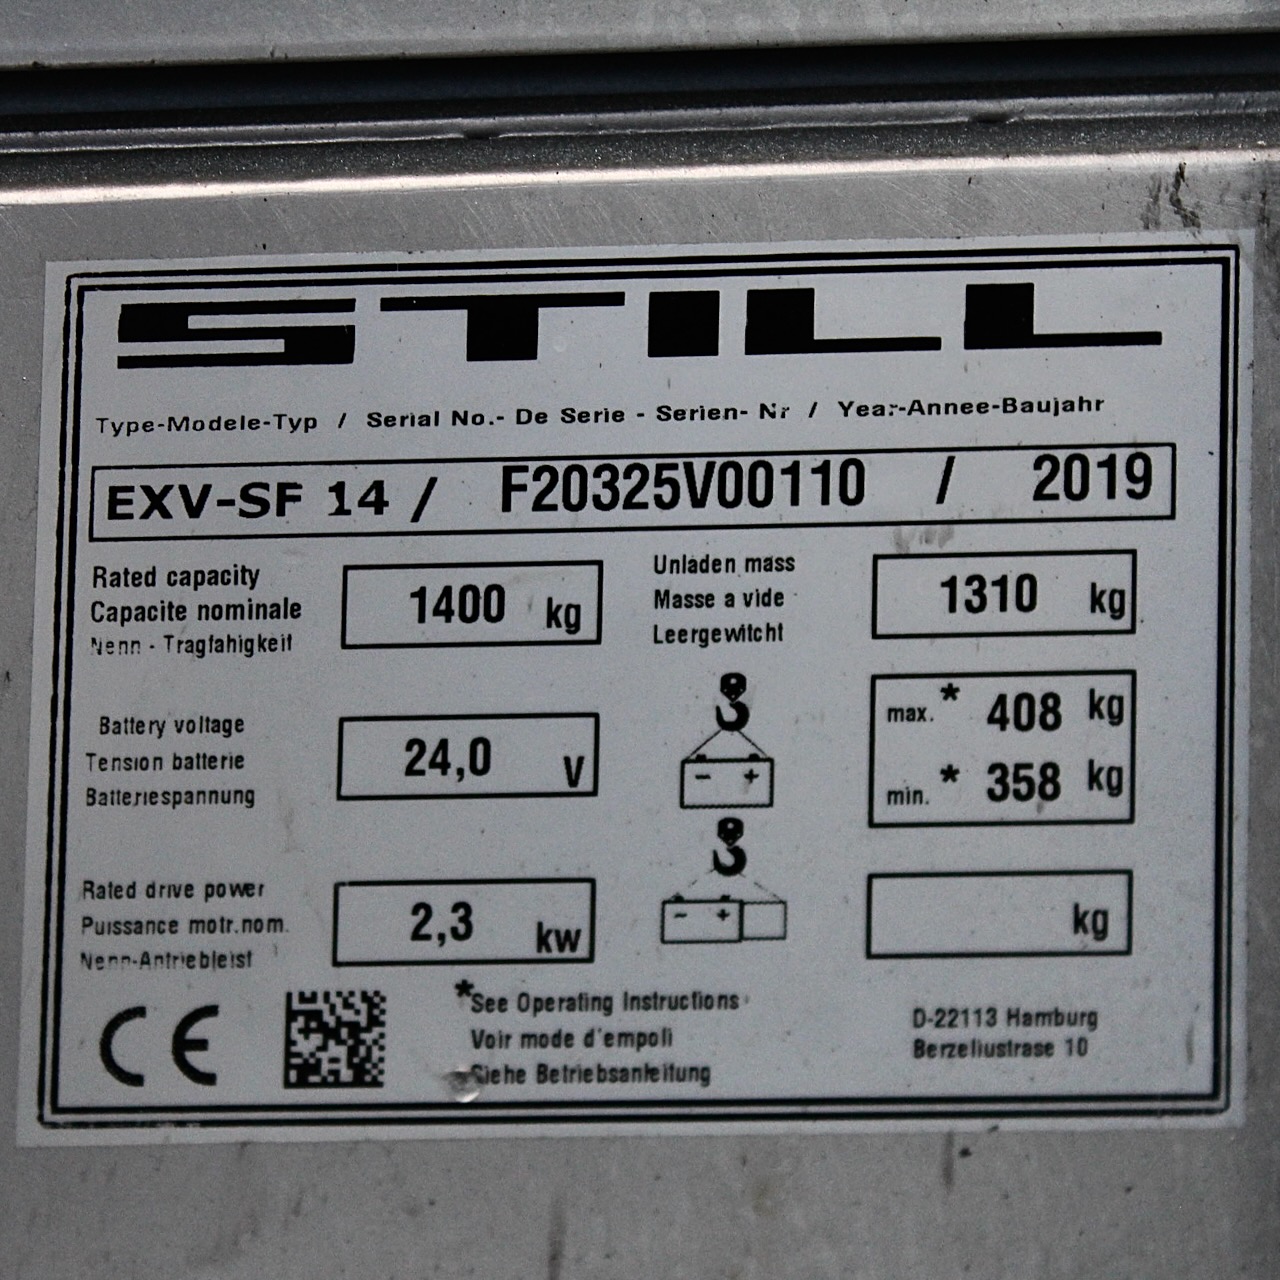 STILL
Type-Modele-Typ / Serial No.- De Serie - Serien- Nr / Year-Annee-Baujahr
EXV-SF 14 / F20325V00110 / 2019
Rated capacity
Capacite nominale
Nenn - Tragfahigkeit
1400 kg
Unladen mass
Masse a vide
Leergewitcht
1310 kg
Battery voltage
Tension batterie
Batteriespannung
24,0 V
- +
max. * 408 kg
min. * 358 kg
Rated drive power
Puissance motr.nom.
Nenn-Antriebleist
2,3 kw
- +
kg
CE
*See Operating Instructions
Voir mode d'empoli
Siehe Betriebsanleitung
D-22113 Hamburg
Berzeliustrase 10